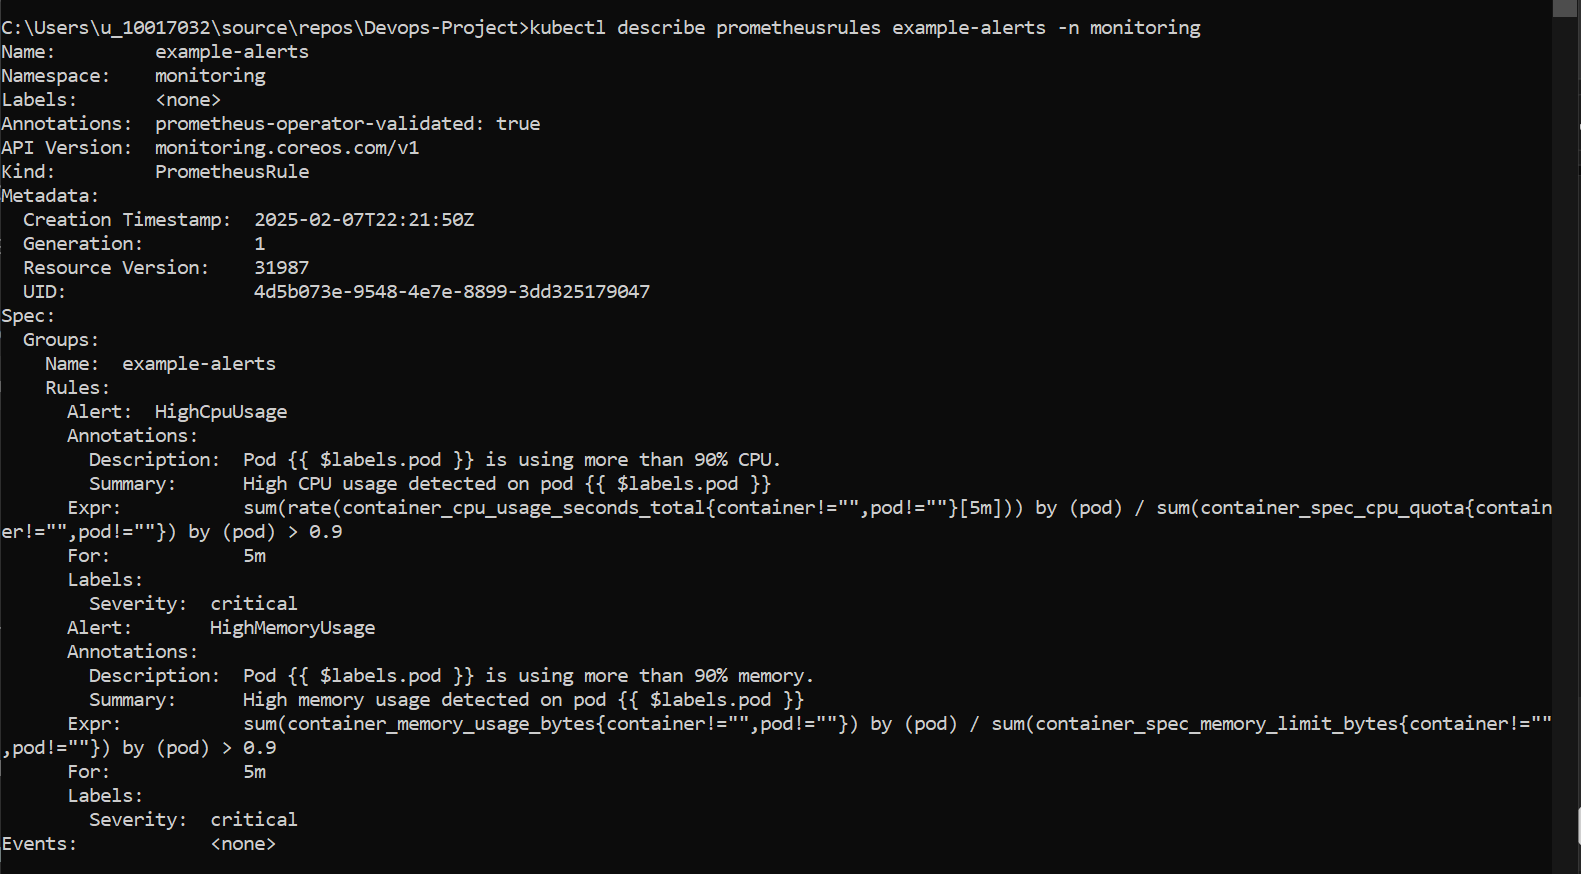 C:\Users\u_10017032\source\repos\Devops-Project>kubectl describe prometheusrules example-alerts -n monitoring
Name:         example-alerts
Namespace:    monitoring
Labels:       <none>
Annotations:  prometheus-operator-validated: true
API Version:  monitoring.coreos.com/v1
Kind:         PrometheusRule
Metadata:
  Creation Timestamp:  2025-02-07T22:21:50Z
  Generation:          1
  Resource Version:    31987
  UID:                 4d5b073e-9548-4e7e-8899-3dd325179047
Spec:
  Groups:
    Name:  example-alerts
    Rules:
      Alert:  HighCpuUsage
      Annotations:
        Description:  Pod {{ $labels.pod }} is using more than 90% CPU.
        Summary:      High CPU usage detected on pod {{ $labels.pod }}
      Expr:           sum(rate(container_cpu_usage_seconds_total{container!="",pod!=""}[5m])) by (pod) / sum(container_spec_cpu_quota{contain
er!="",pod!=""}) by (pod) > 0.9
      For:            5m
      Labels:
        Severity:  critical
      Alert:       HighMemoryUsage
      Annotations:
        Description:  Pod {{ $labels.pod }} is using more than 90% memory.
        Summary:      High memory usage detected on pod {{ $labels.pod }}
      Expr:           sum(container_memory_usage_bytes{container!="",pod!=""}) by (pod) / sum(container_spec_memory_limit_bytes{container!=""
,pod!=""}) by (pod) > 0.9
      For:            5m
      Labels:
        Severity:  critical
Events:            <none>